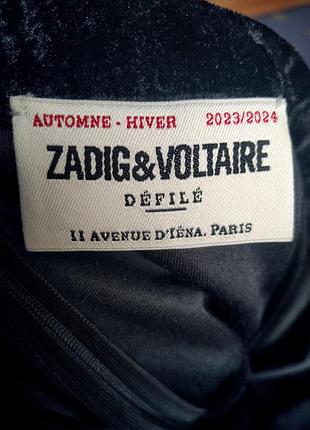 AUTOMNE - HIVER 2023/2024
ZADIG&VOLTAIRE
DÉFILÉ
11 AVENUE D'IÉNA. PARIS